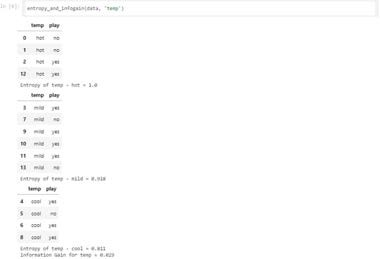 In [6]: entropy_and_infogain(data, 'temp')
temp play
0 hot no
1 hot no
2 hot yes
12 hot yes
Entropy of temp - hot = 1.0
temp play
3 mild yes
7 mild no
9 mild yes
10 mild yes
11 mild yes
13 mild no
Entropy of temp - mild = 0.918
temp play
4 cool yes
5 cool no
6 cool yes
8 cool yes
Entropy of temp - cool = 0.811
Information Gain for temp = 0.029